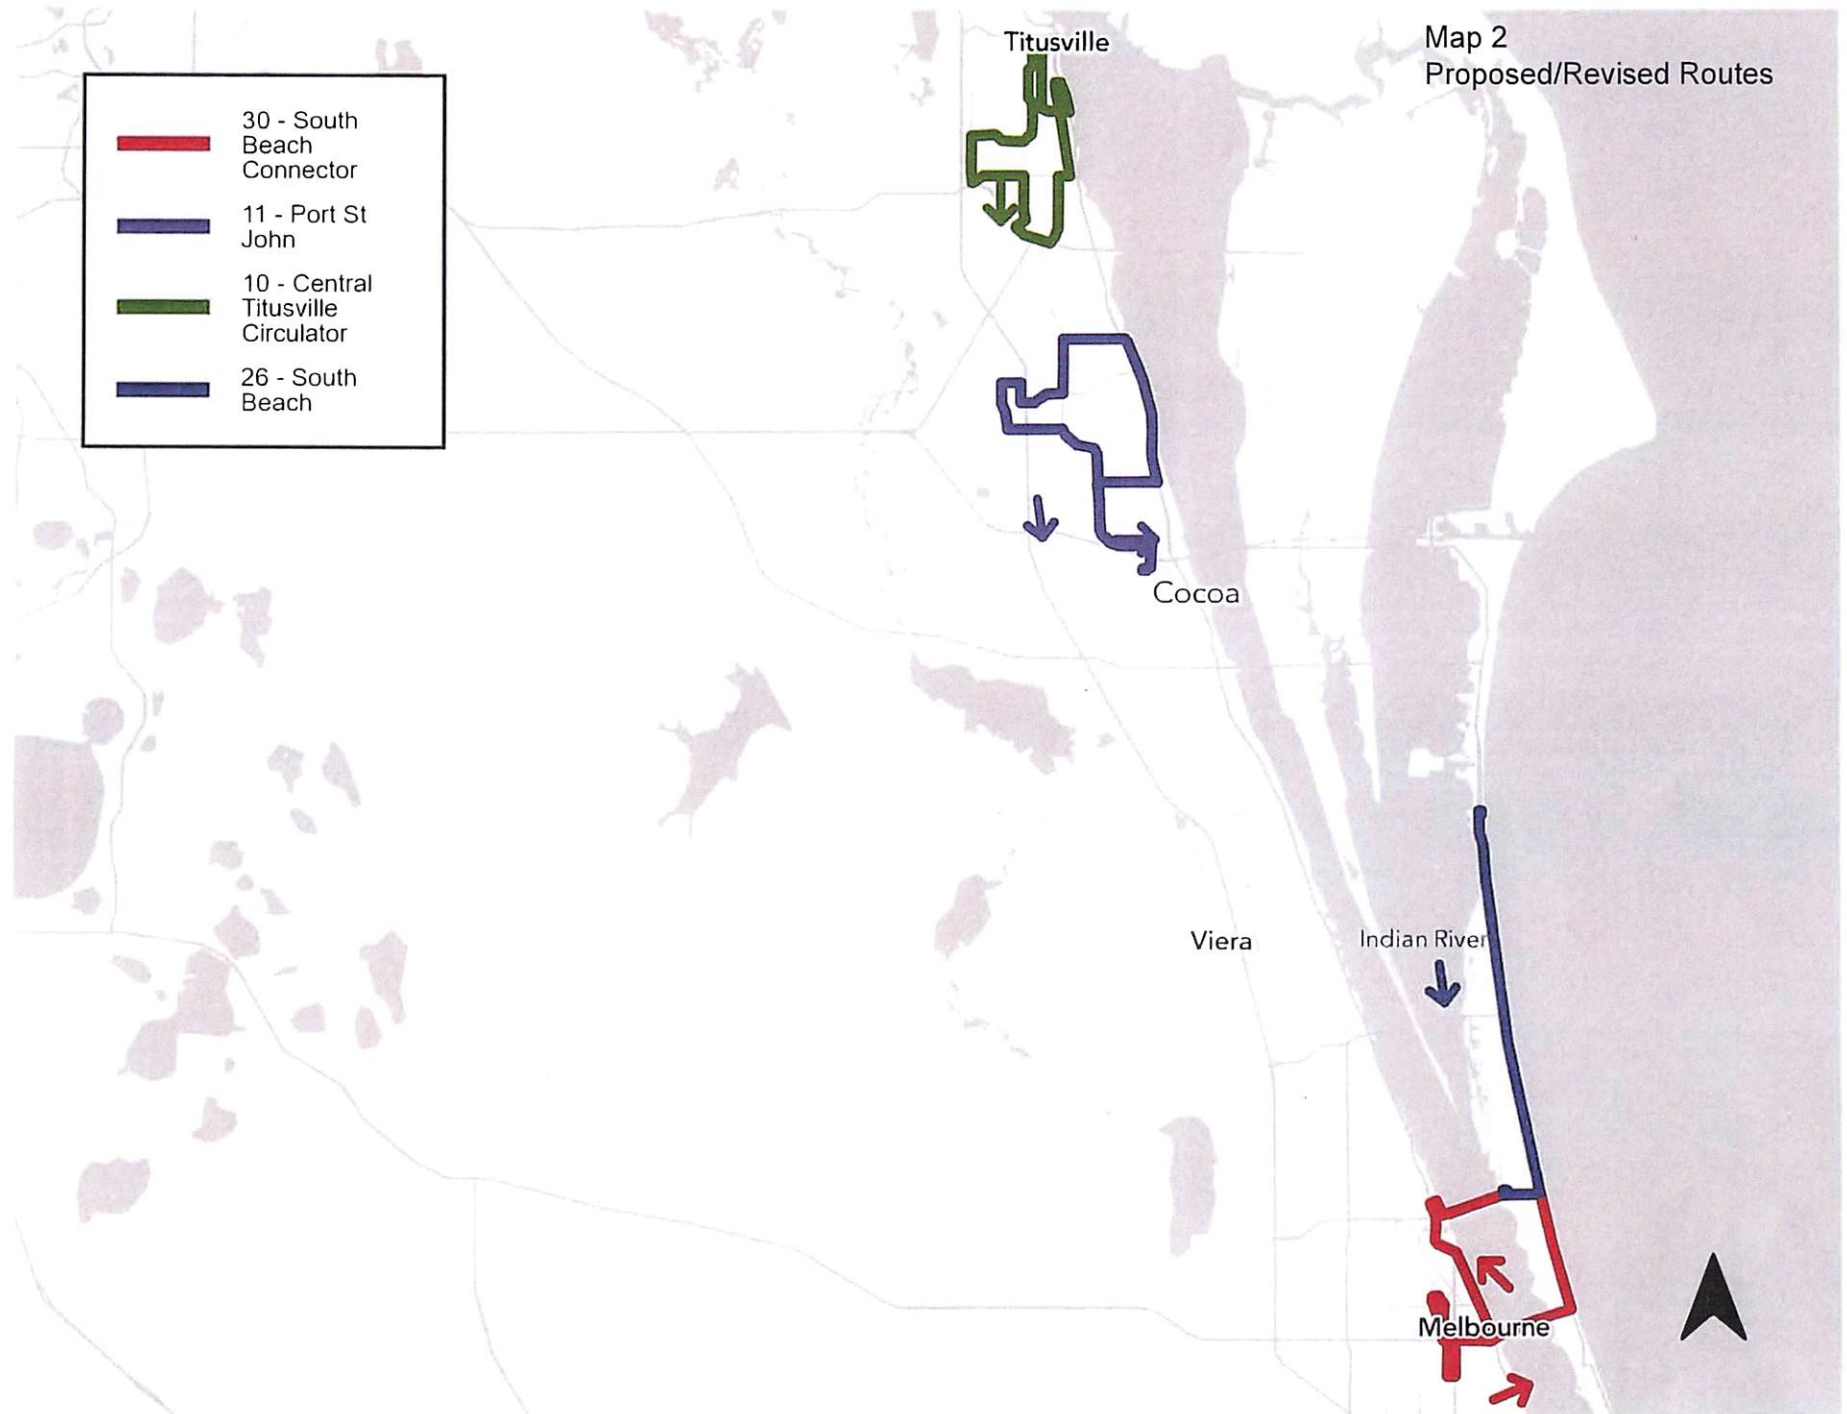 Titusville
Map 2
Proposed/Revised Routes
30 - South
Beach
Connector
11 - Port St
John
10 - Central
Titusville
Circulator
26 - South
Beach
Cocoa
Viera
Indian River
Melbourne